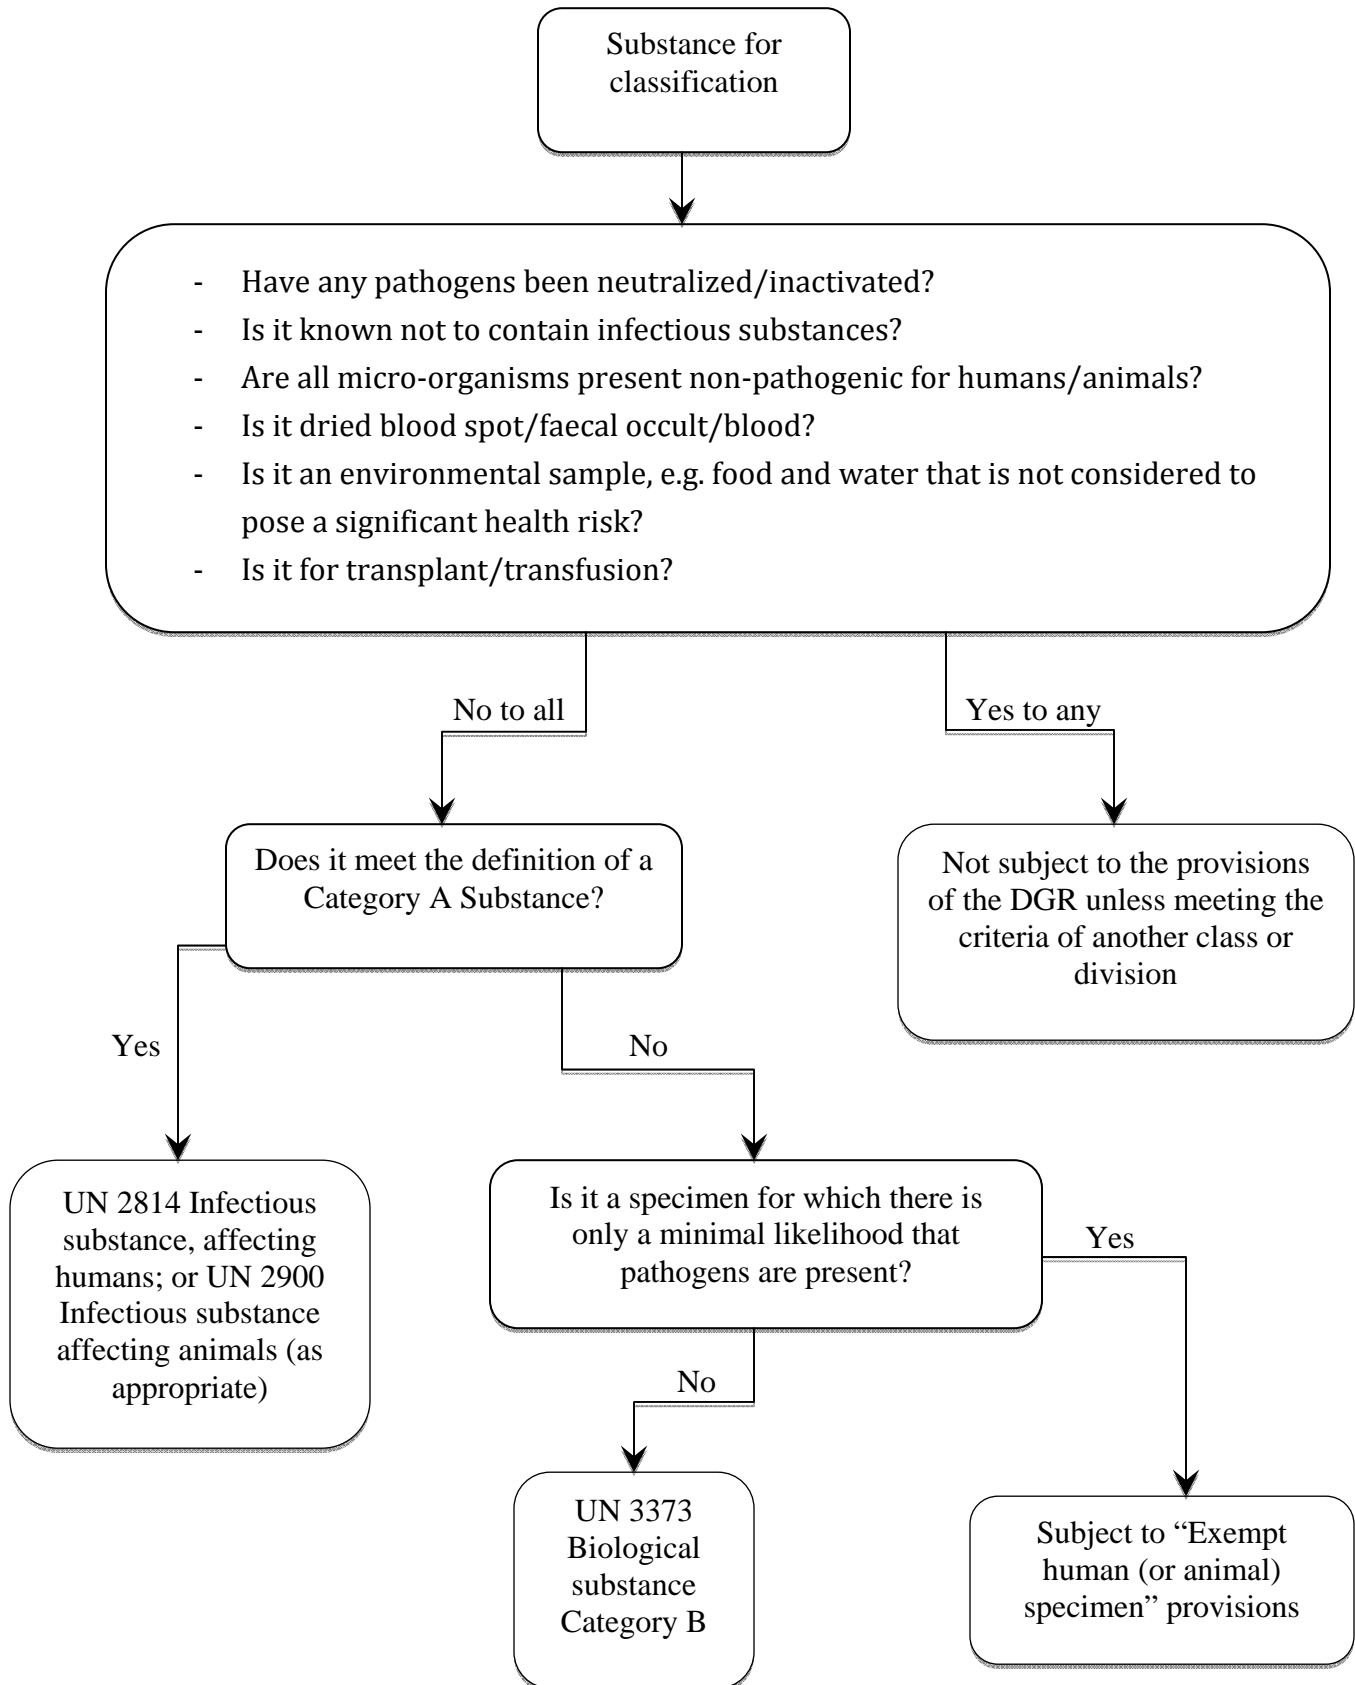 Substance for
classification
- Have any pathogens been neutralized/inactivated?
- Is it known not to contain infectious substances?
- Are all micro-organisms present non-pathogenic for humans/animals?
- Is it dried blood spot/faecal occult/blood?
- Is it an environmental sample, e.g. food and water that is not considered to
pose a significant health risk?
- Is it for transplant/transfusion?
No to all
Yes to any
Does it meet the definition of a
Category A Substance?
Not subject to the provisions
of the DGR unless meeting the
criteria of another class or
division
Yes
No
UN 2814 Infectious
substance, affecting
humans; or UN 2900
Infectious substance
affecting animals (as
appropriate)
Is it a specimen for which there is
only a minimal likelihood that
pathogens are present?
Yes
No
UN 3373
Biological
substance
Category B
Subject to “Exempt
human (or animal)
specimen” provisions